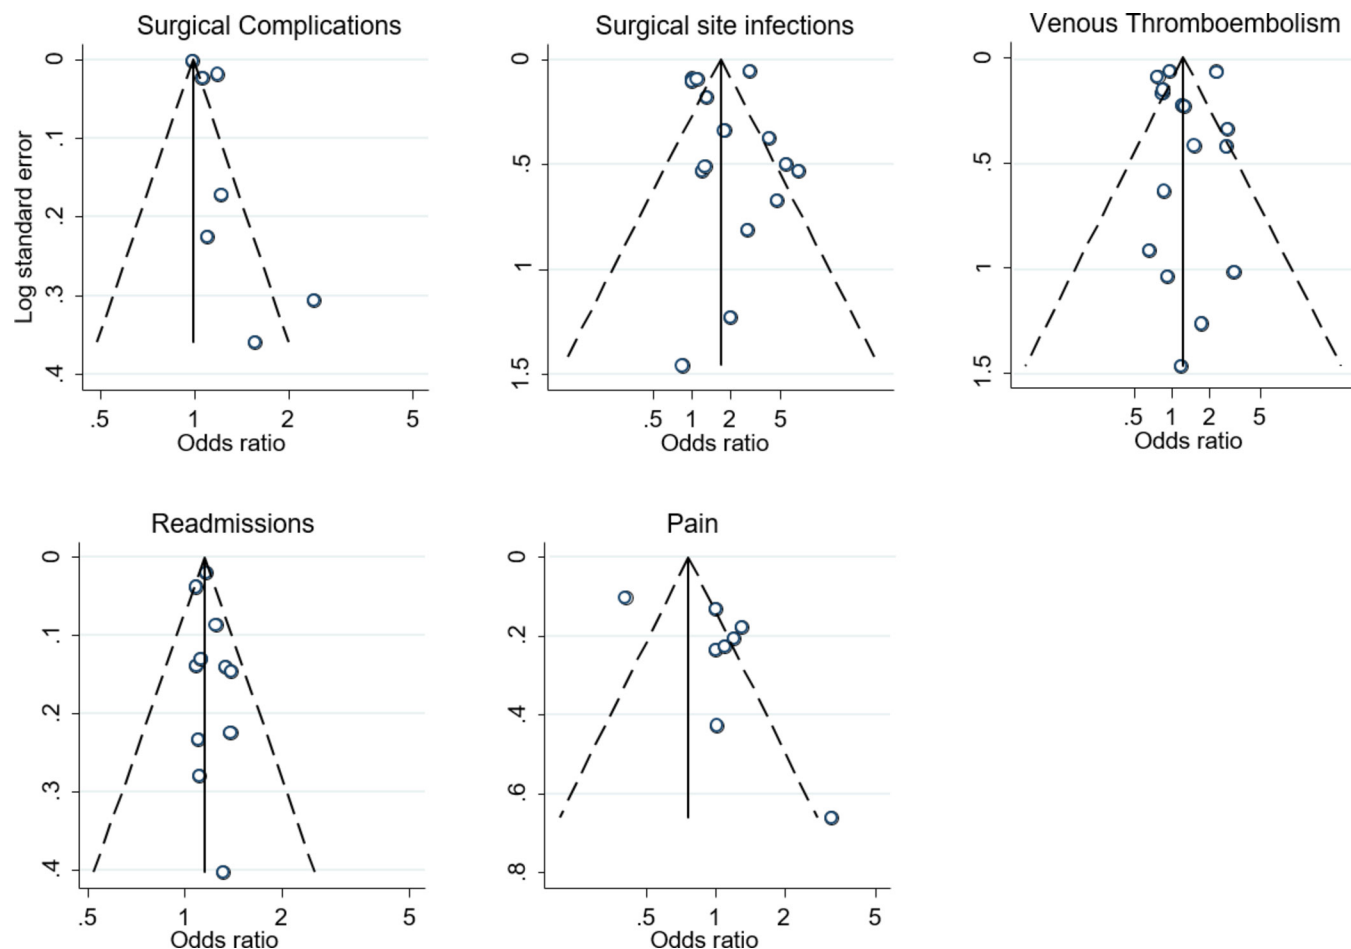 Surgical Complications
Log standard error
0
.1
.2
.3
.4
.5 1 2 5
Odds ratio
Surgical site infections
0
.5
1
1.5
.5 1 2 5
Odds ratio
Venous Thromboembolism
0
.5
1
1.5
.5 1 2 5
Odds ratio
Readmissions
0
.1
.2
.3
.4
.5 1 2 5
Odds ratio
Pain
0
.2
.4
.6
.8
.5 1 2 5
Odds ratio